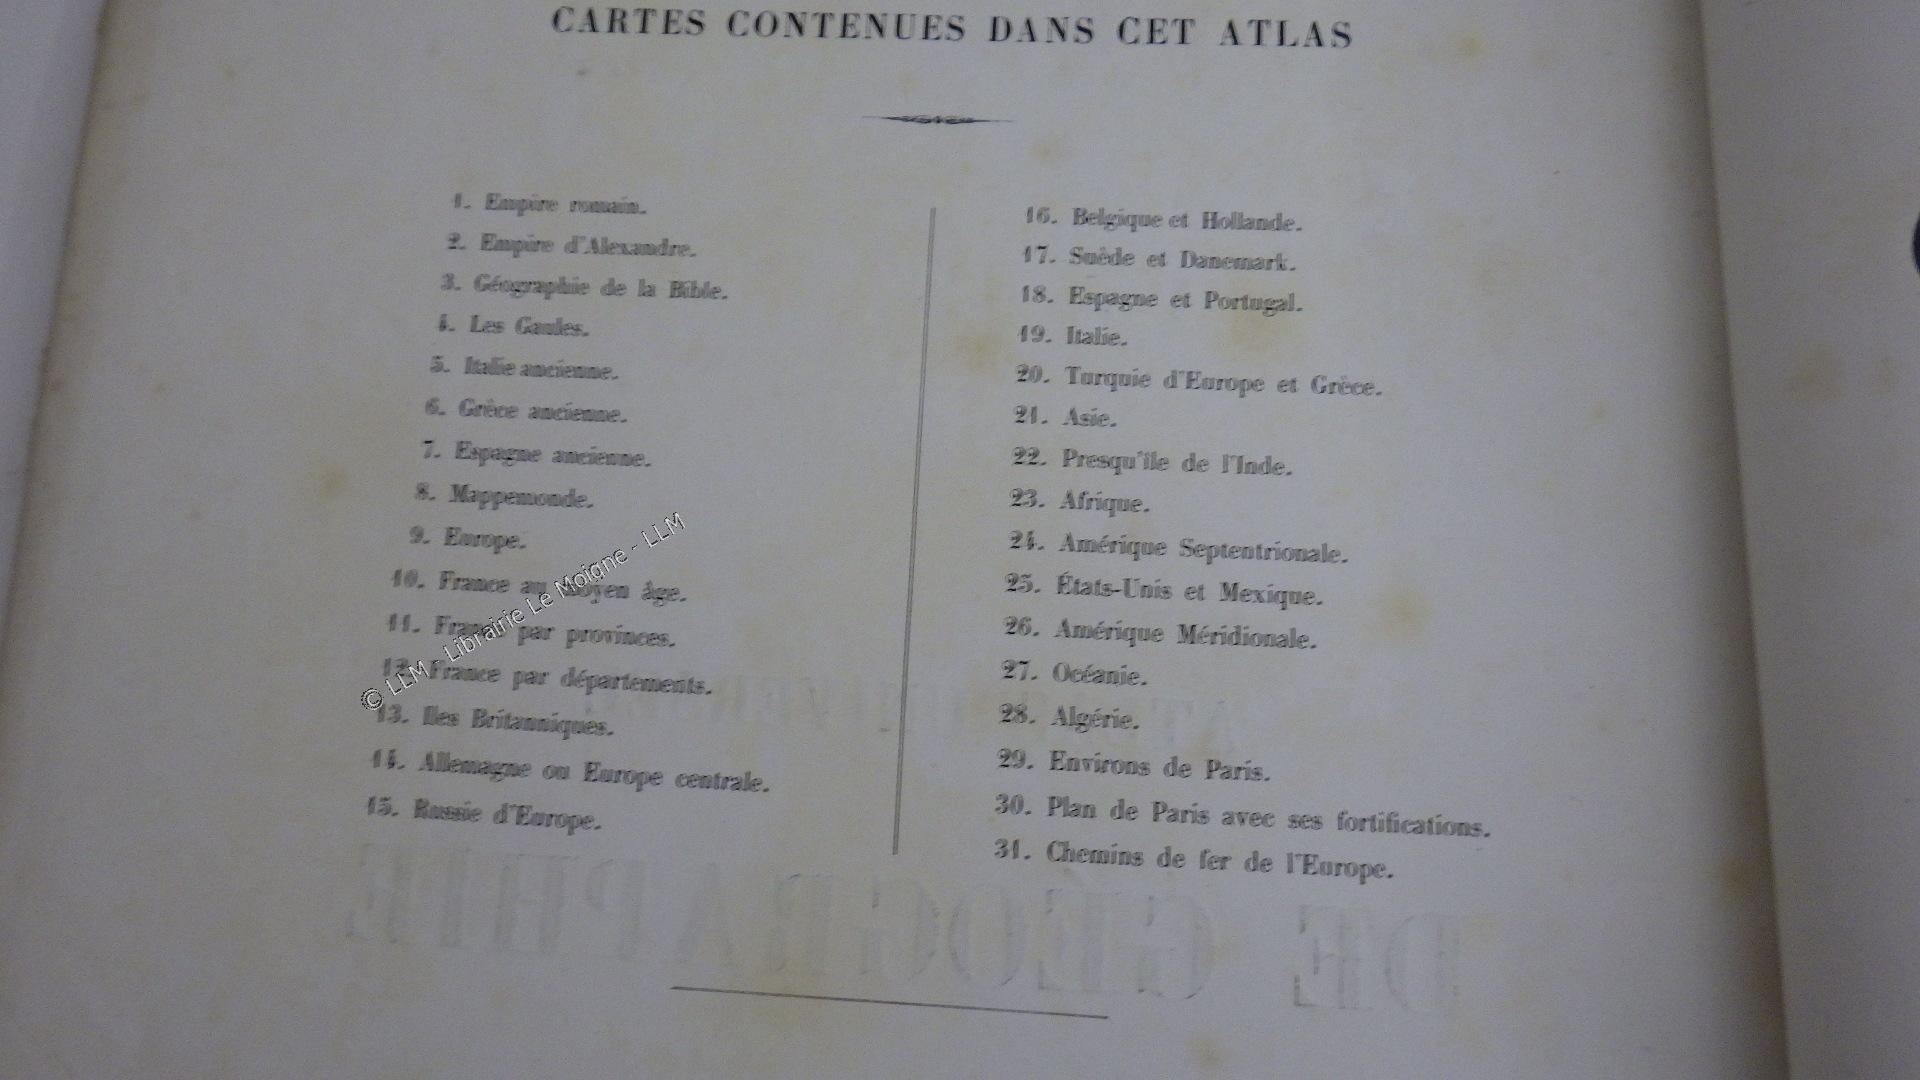 CARTES CONTENUES DANS CET ATLAS
1. Empire romain.
2. Empire d'Alexandre.
3. Géographie de la Bible.
4. Les Gaules.
5. Italie ancienne.
6. Grèce ancienne.
7. Espagne ancienne.
8. Mappemonde.
9. Europe.
10. France au moyen âge.
11. France par provinces.
12. France par départements.
13. Iles Britanniques.
14. Allemagne ou Europe centrale.
15. Russie d'Europe.
16. Belgique et Hollande.
17. Suède et Danemark.
18. Espagne et Portugal.
19. Italie.
20. Turquie d'Europe et Grèce.
21. Asie.
22. Presqu'île de l'Inde.
23. Afrique.
24. Amérique Septentrionale.
25. États-Unis et Mexique.
26. Amérique Méridionale.
27. Océanie.
28. Algérie.
29. Environs de Paris.
30. Plan de Paris avec ses fortifications.
31. Chemins de fer de l'Europe.
DE GÉOGRAPHIE
© LLM - Librairie Le Moigne - LLM